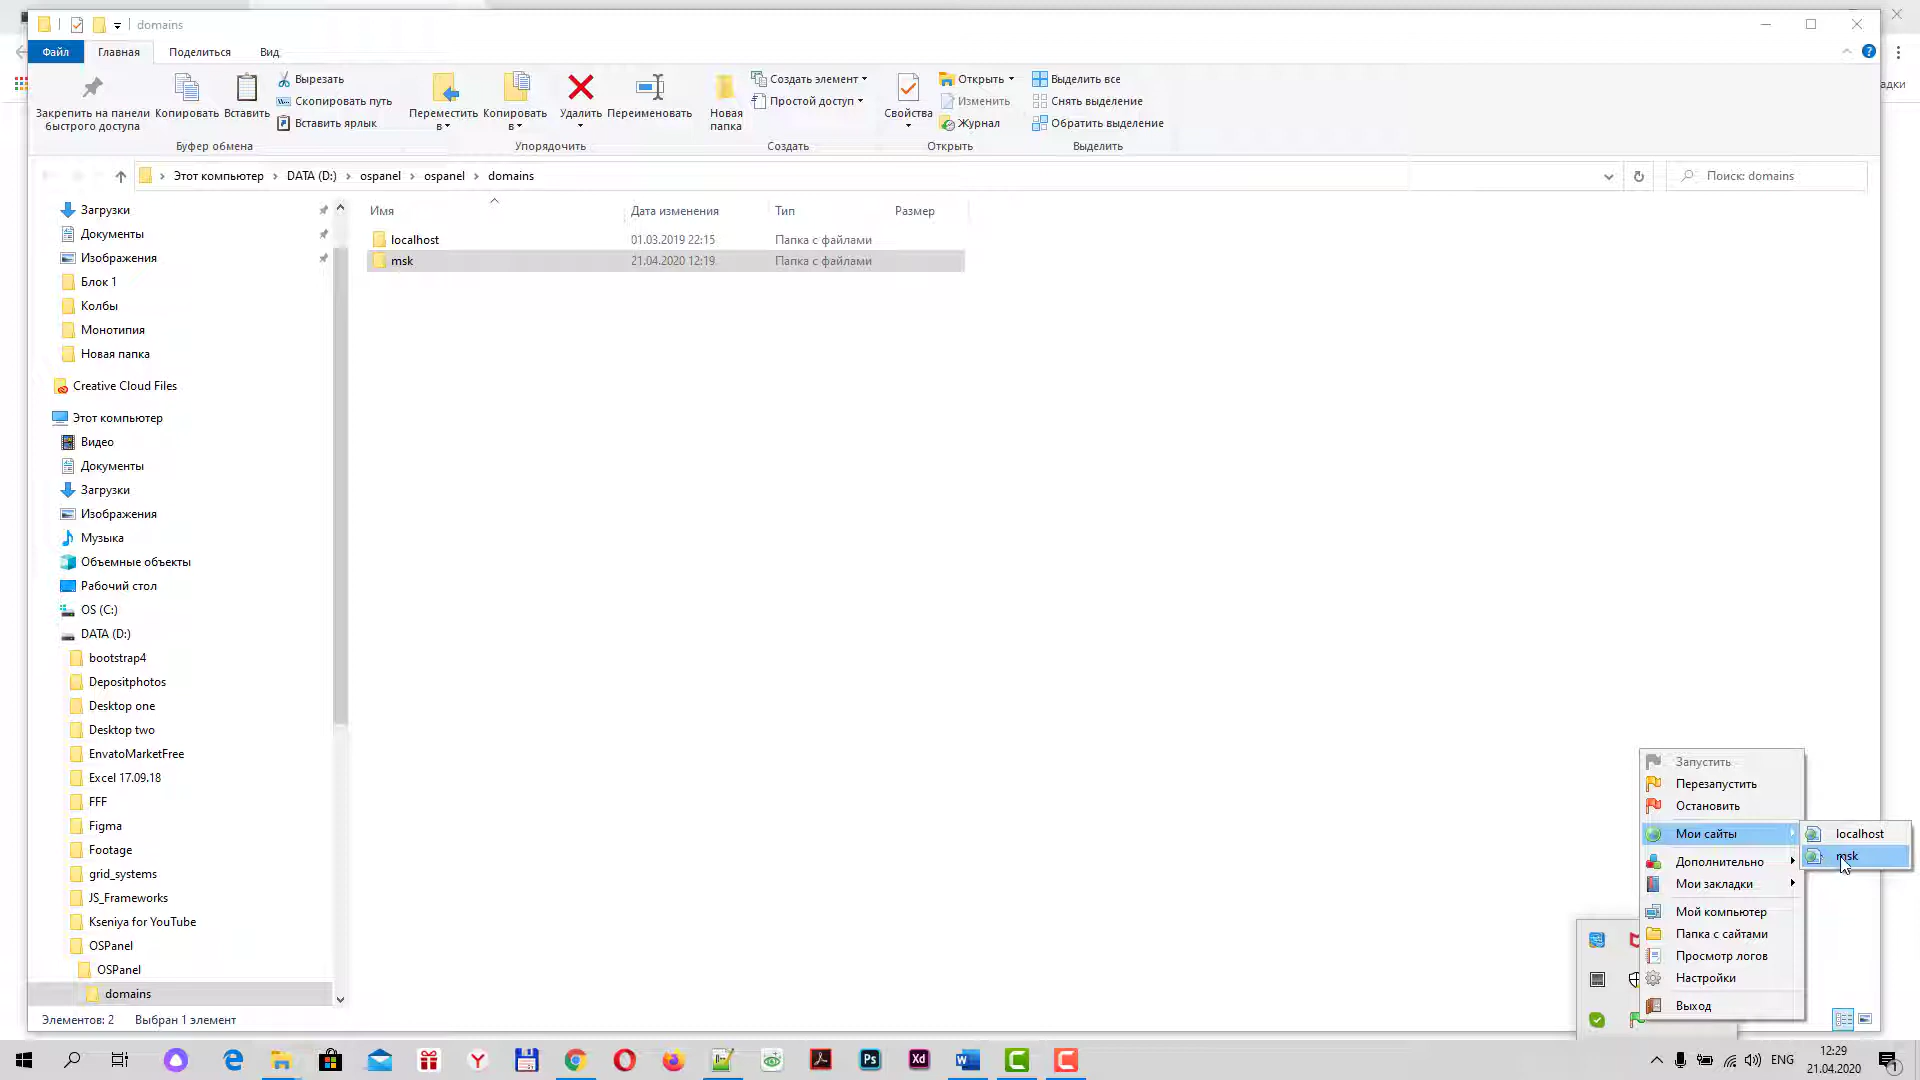 domains
Файл
Главная
Поделиться
Вид
Закрепить на панели
быстрого доступа
Копировать
Вставить
Вырезать
Скопировать путь
Вставить ярлык
Буфер обмена
Переместить
в
Копировать
в
Удалить
Переименовать
Упорядочить
Новая
папка
Создать элемент
Простой доступ
Создать
Свойства
Открыть
Изменить
Журнал
Открыть
Выделить все
Снять выделение
Обратить выделение
Выделить
Этот компьютер > DATA (D:) > ospanel > ospanel > domains
Поиск: domains
Имя
Дата изменения
Тип
Размер
localhost 01.03.2019 22:15 Папка с файлами
msk 21.04.2020 12:19 Папка с файлами
Загрузки
Документы
Изображения
Блок 1
Колбы
Монотипия
Новая папка
Creative Cloud Files
Этот компьютер
Видео
Документы
Загрузки
Изображения
Музыка
Объемные объекты
Рабочий стол
OS (C:)
DATA (D:)
bootstrap4
Depositphotos
Desktop one
Desktop two
EnvatoMarketFree
Excel 17.09.18
FFF
Figma
Footage
grid_systems
JS_Frameworks
Kseniya for YouTube
OSPanel
OSPanel
domains
Элементов: 2
Выбран 1 элемент
Запустить
Перезапустить
Остановить
Мои сайты
Дополнительно
Мои закладки
Мой компьютер
Папка с сайтами
Просмотр логов
Настройки
Выход
localhost
msk
Ps
Xd
ENG
12:29
21.04.2020
1